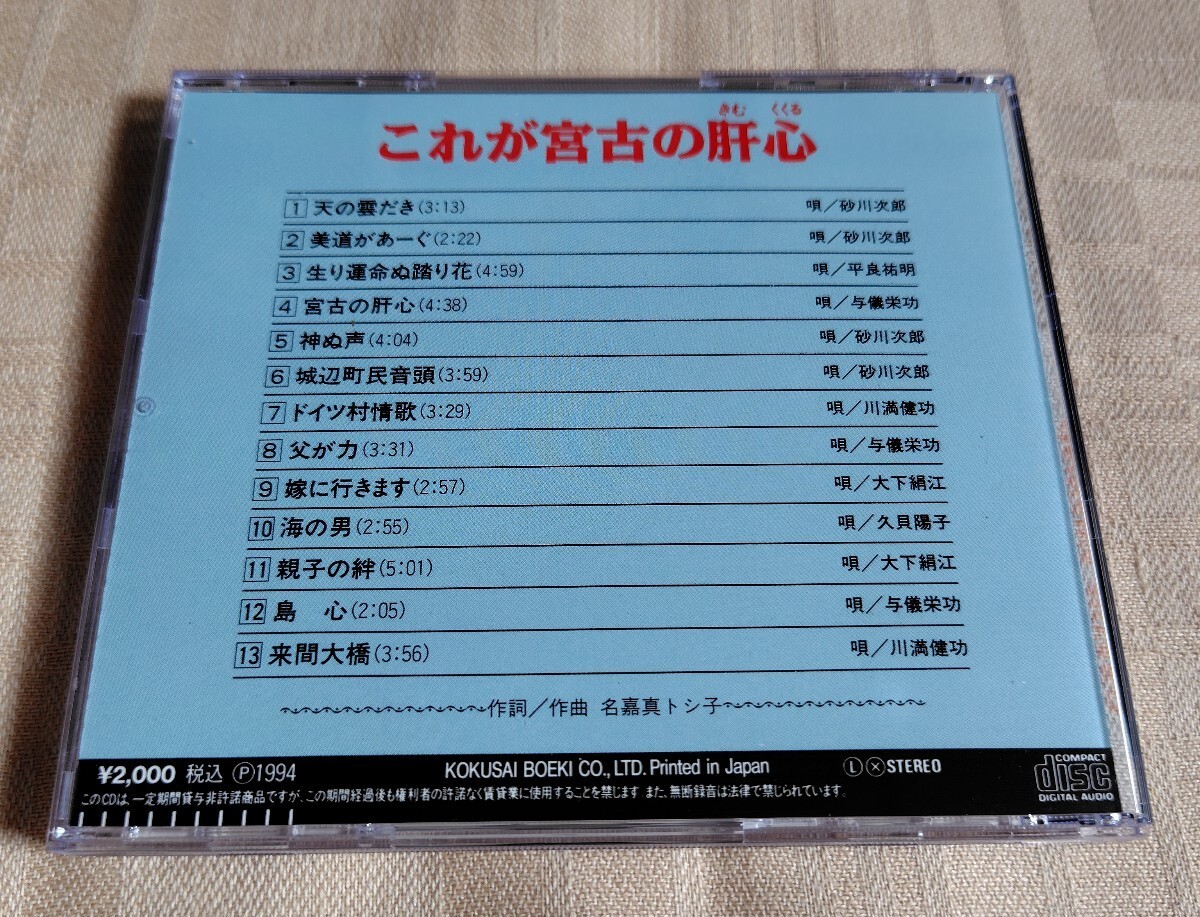 きむ くくる
これが宮古の肝心
1 天の雲だき(3:13) 唄／砂川次郎
2 美道があーぐ(2:22) 唄／砂川次郎
3 生り運命ぬ踏り花(4:59) 唄／平良祐明
4 宮古の肝心(4:38) 唄／与儀栄功
5 神ぬ声(4:04) 唄／砂川次郎
6 城辺町民音頭(3:59) 唄／砂川次郎
7 ドイツ村情歌(3:29) 唄／川満健功
8 父が力(3:31) 唄／与儀栄功
9 嫁に行きます(2:57) 唄／大下絹江
10 海の男(2:55) 唄／久貝陽子
11 親子の絆(5:01) 唄／大下絹江
12 島 心(2:05) 唄／与儀栄功
13 来間大橋(3:56) 唄／川満健功
作詞／作曲 名嘉真トシ子
¥2,000 税込 Ⓟ1994 KOKUSAI BOEKI CO., LTD. Printed in Japan Ⓛ Ⓧ STEREO
このCDは、一定期間貸与非許諾商品ですが、この期間経過後も権利者の許諾なく賃貸業に使用することを禁じます。また、無断録音は法律で禁じられています。
COMPACT
disc
DIGITAL AUDIO